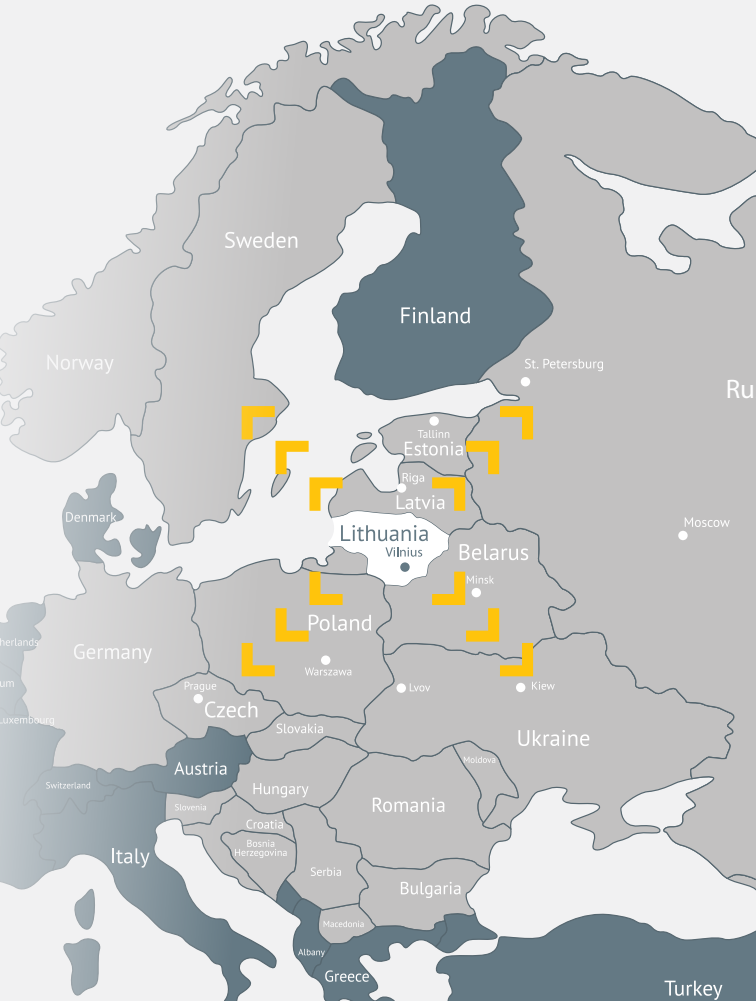 Sweden
Finland
Norway
St. Petersburg
Ru
Tallinn
Estonia
Riga
Latvia
Denmark
Moscow
Lithuania
Vilnius
Belarus
Minsk
Poland
herlands
Germany
Warszawa
um
Prague
Lvov
Kiew
Czech
Luxembourg
Slovakia
Ukraine
Moldova
Austria
Switzerland
Hungary
Slovenia
Romania
Croatia
Bosnia
Herzegovina
Italy
Serbia
Bulgaria
Macedonia
Albany
Greece
Turkey